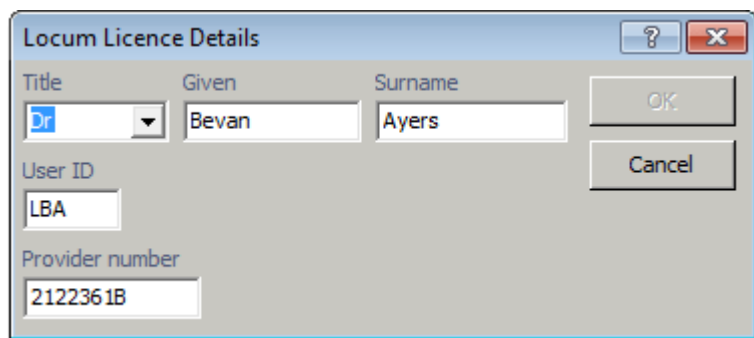 Locum Licence Details
Title Given Surname
Dr Bevan Ayers
OK
User ID
Cancel
LBA
Provider number
2122361B